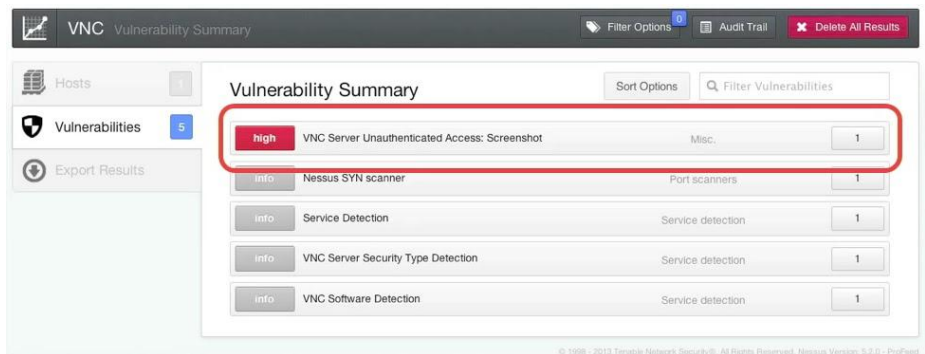 VNC Vulnerability Summary
Filter Options 0 Audit Trail Delete All Results
Hosts 1
Vulnerabilities 5
Export Results
Vulnerability Summary Sort Options Filter Vulnerabilities
high VNC Server Unauthenticated Access: Screenshot Misc. 1
info Nessus SYN scanner Port scanners 1
info Service Detection Service detection 1
info VNC Server Security Type Detection Service detection 1
info VNC Software Detection Service detection 1
© 1998 - 2013 Tenable Network Security®. All Rights Reserved. Nessus Version: 5.2.0 - ProFeed